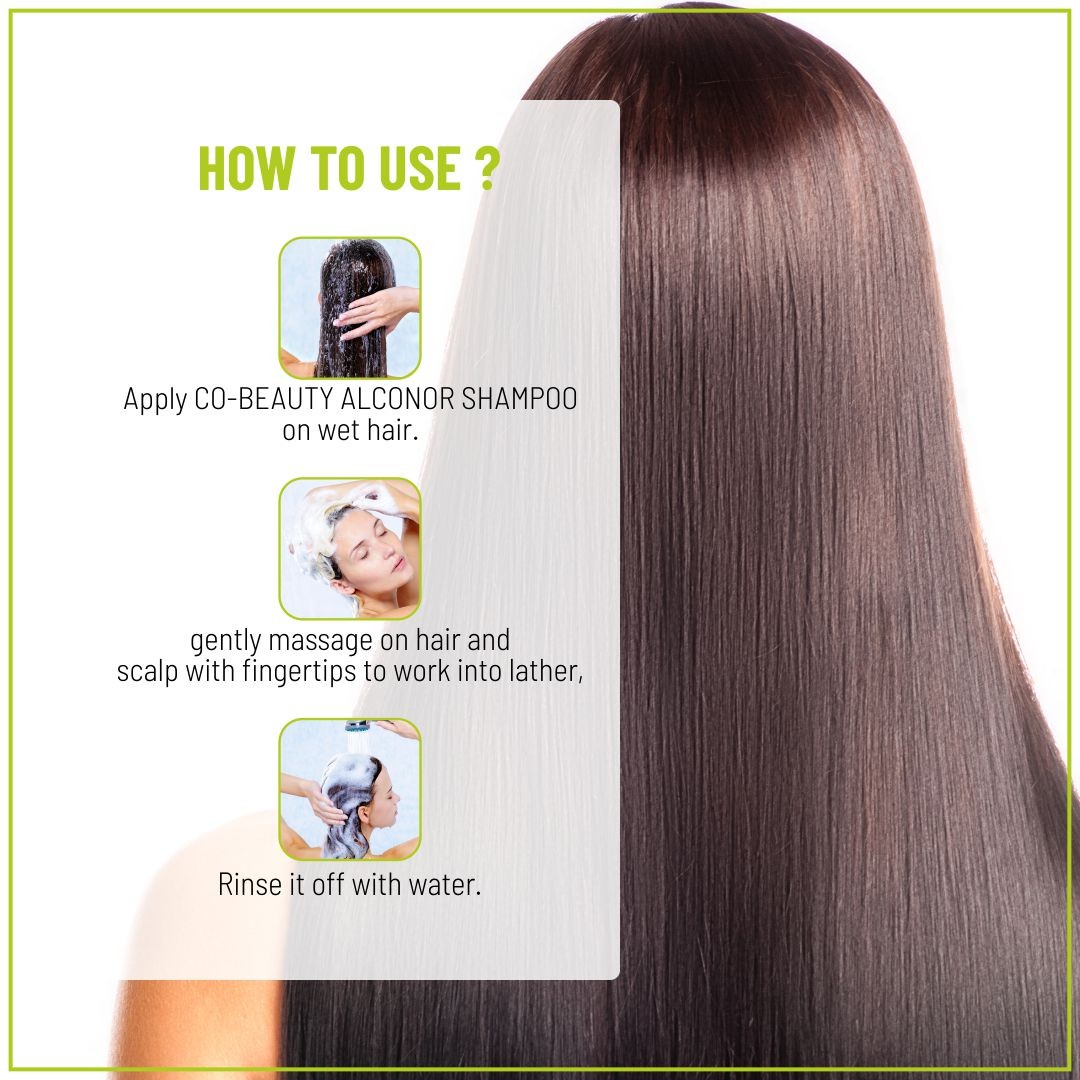 HOW TO USE ?
Apply CO-BEAUTY ALCONOR SHAMPOO
on wet hair.
gently massage on hair and
scalp with fingertips to work into lather,
Rinse it off with water.